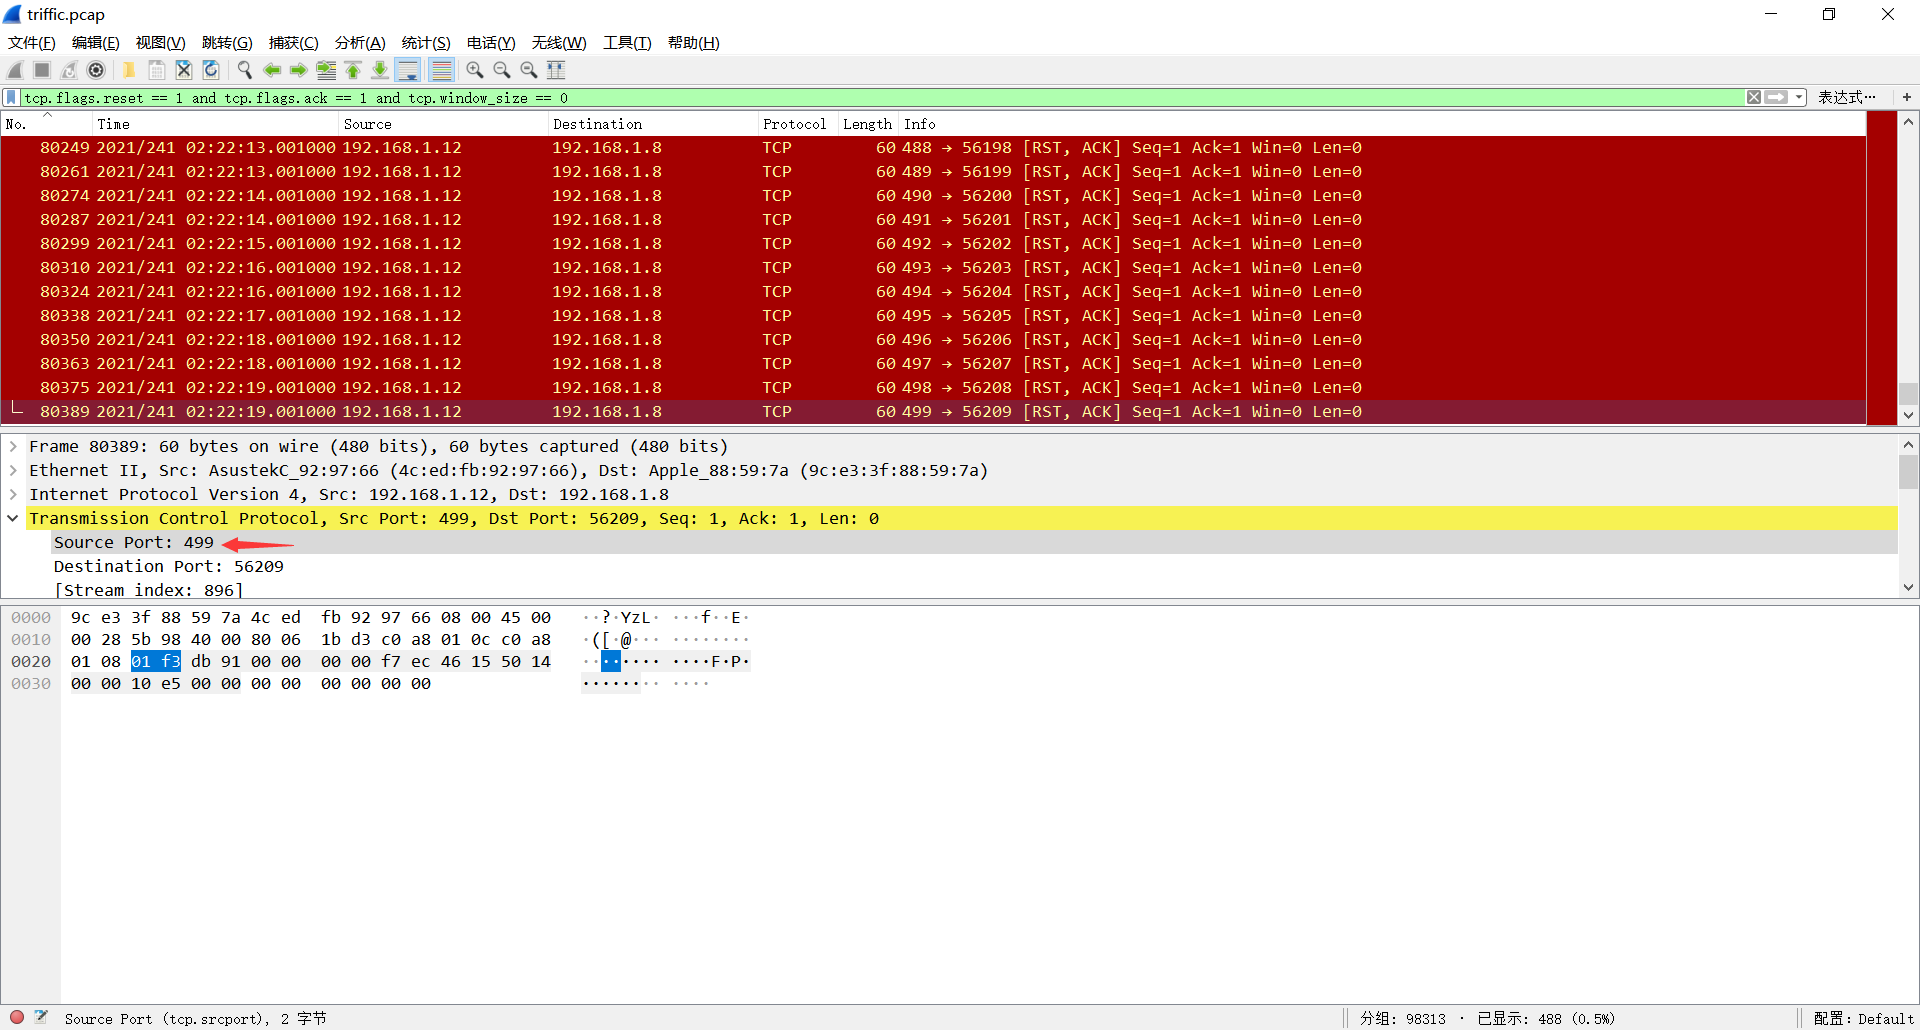 triffic.pcap
文件(F) 编辑(E) 视图(V) 跳转(G) 捕获(C) 分析(A) 统计(S) 电话(Y) 无线(W) 工具(T) 帮助(H)
tcp.flags.reset == 1 and tcp.flags.ack == 1 and tcp.window_size == 0 表达式… +
No. Time Source Destination Protocol Length Info
80249 2021/241 02:22:13.001000 192.168.1.12 192.168.1.8 TCP 60 488 → 56198 [RST, ACK] Seq=1 Ack=1 Win=0 Len=0
80261 2021/241 02:22:13.001000 192.168.1.12 192.168.1.8 TCP 60 489 → 56199 [RST, ACK] Seq=1 Ack=1 Win=0 Len=0
80274 2021/241 02:22:14.001000 192.168.1.12 192.168.1.8 TCP 60 490 → 56200 [RST, ACK] Seq=1 Ack=1 Win=0 Len=0
80287 2021/241 02:22:14.001000 192.168.1.12 192.168.1.8 TCP 60 491 → 56201 [RST, ACK] Seq=1 Ack=1 Win=0 Len=0
80299 2021/241 02:22:15.001000 192.168.1.12 192.168.1.8 TCP 60 492 → 56202 [RST, ACK] Seq=1 Ack=1 Win=0 Len=0
80310 2021/241 02:22:16.001000 192.168.1.12 192.168.1.8 TCP 60 493 → 56203 [RST, ACK] Seq=1 Ack=1 Win=0 Len=0
80324 2021/241 02:22:16.001000 192.168.1.12 192.168.1.8 TCP 60 494 → 56204 [RST, ACK] Seq=1 Ack=1 Win=0 Len=0
80338 2021/241 02:22:17.001000 192.168.1.12 192.168.1.8 TCP 60 495 → 56205 [RST, ACK] Seq=1 Ack=1 Win=0 Len=0
80350 2021/241 02:22:18.001000 192.168.1.12 192.168.1.8 TCP 60 496 → 56206 [RST, ACK] Seq=1 Ack=1 Win=0 Len=0
80363 2021/241 02:22:18.001000 192.168.1.12 192.168.1.8 TCP 60 497 → 56207 [RST, ACK] Seq=1 Ack=1 Win=0 Len=0
80375 2021/241 02:22:19.001000 192.168.1.12 192.168.1.8 TCP 60 498 → 56208 [RST, ACK] Seq=1 Ack=1 Win=0 Len=0
80389 2021/241 02:22:19.001000 192.168.1.12 192.168.1.8 TCP 60 499 → 56209 [RST, ACK] Seq=1 Ack=1 Win=0 Len=0
Frame 80389: 60 bytes on wire (480 bits), 60 bytes captured (480 bits)
Ethernet II, Src: AsustekC_92:97:66 (4c:ed:fb:92:97:66), Dst: Apple_88:59:7a (9c:e3:3f:88:59:7a)
Internet Protocol Version 4, Src: 192.168.1.12, Dst: 192.168.1.8
Transmission Control Protocol, Src Port: 499, Dst Port: 56209, Seq: 1, Ack: 1, Len: 0
Source Port: 499
Destination Port: 56209
[Stream index: 896]
0000 9c e3 3f 88 59 7a 4c ed fb 92 97 66 08 00 45 00 ··?·YzL· ···f··E·
0010 00 28 5b 98 40 00 80 06 1b d3 c0 a8 01 0c c0 a8 ·([·@··· ········
0020 01 08 01 f3 db 91 00 00 00 00 f7 ec 46 15 50 14 ········ ····F·P·
0030 00 00 10 e5 00 00 00 00 00 00 00 00 ········ ····
Source Port (tcp.srcport), 2 字节 分组: 98313 · 已显示: 488 (0.5%) 配置: Default